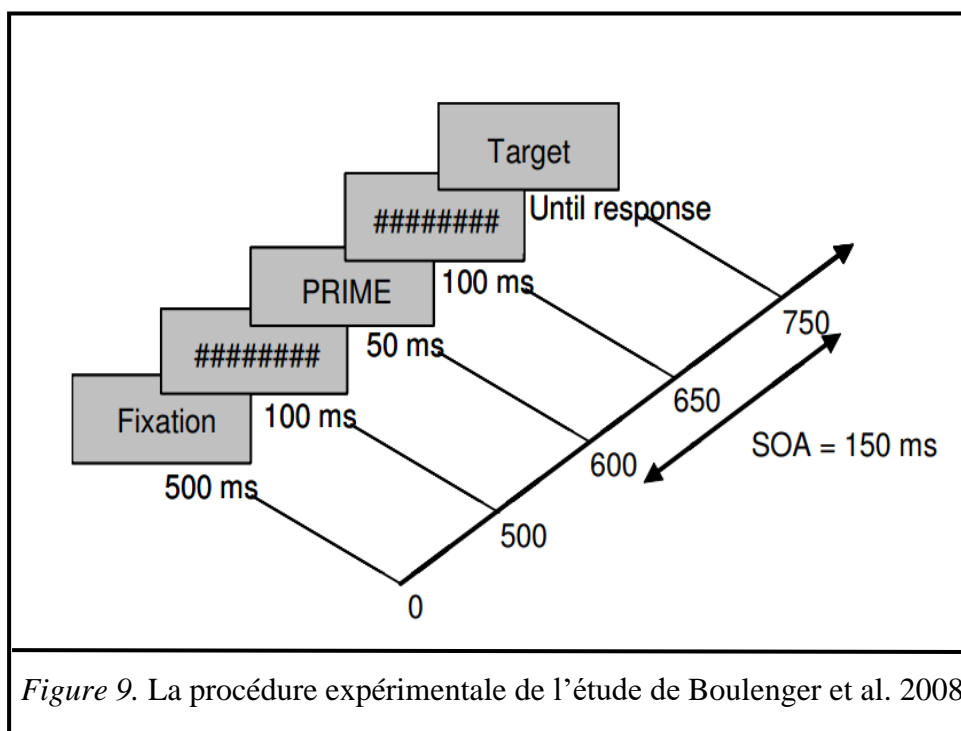 Target
########
Until response
PRIME
100 ms
########
50 ms
750
Fixation
100 ms
650
SOA = 150 ms
600
500 ms
500
0
Figure 9. La procédure expérimentale de l’étude de Boulenger et al. 2008